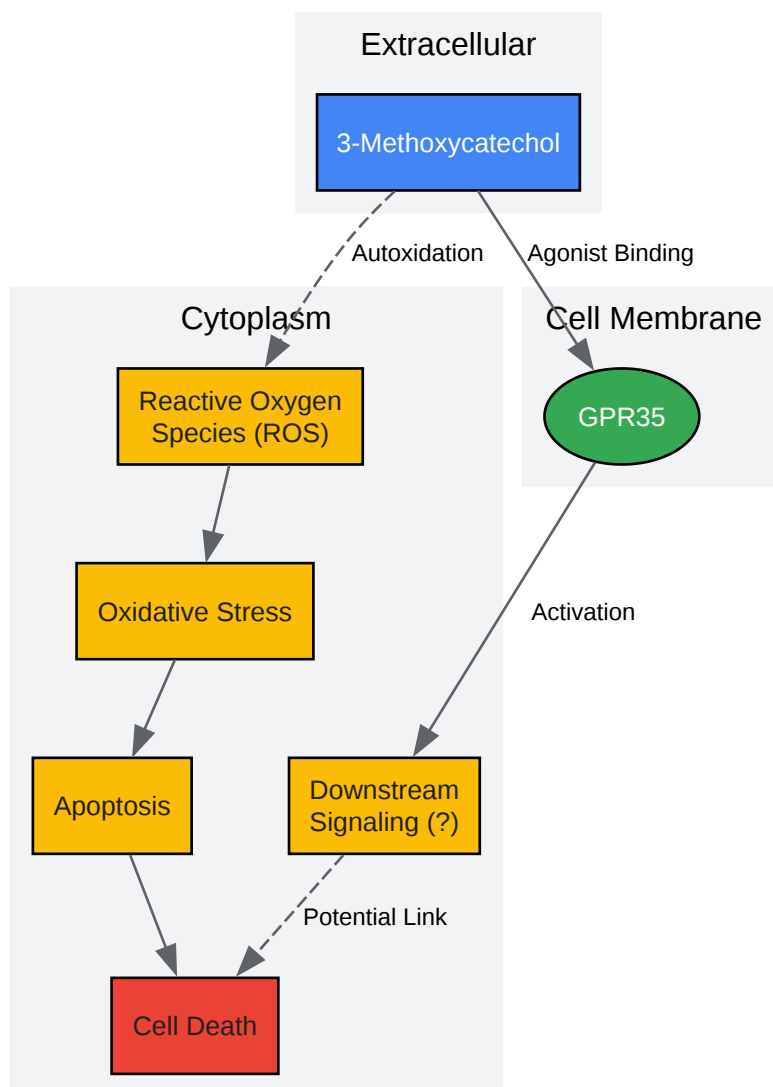 Extracellular
3-Methoxycatechol
Autoxidation
Agonist Binding
Cytoplasm
Cell Membrane
Reactive Oxygen
Species (ROS)
GPR35
Oxidative Stress
Activation
Apoptosis
Downstream
Signaling (?)
Potential Link
Cell Death